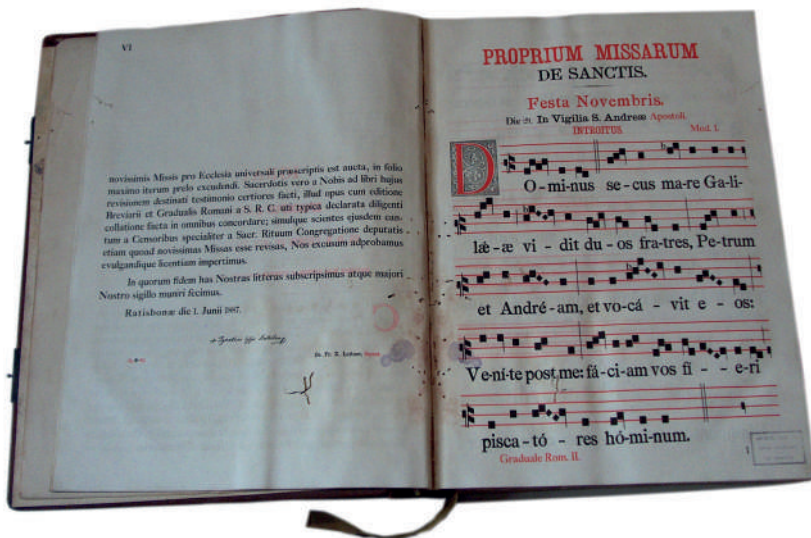 VI
novissimis Missis pro Ecclesia universali praescriptis est aucta, in folio
maximo iterum prelo excudendi. Sacerdotis vero a Nobis ad libri hujus
revisionem destinati testimonio certiores facti, illud opus cum editione
Breviarii et Gradualis Romani a S. R. C. uti typica declarata diligenti
collatione facta in omnibus concordare; simulque scientes ejusdem can-
tum a Censoribus specialiter a Sacr. Rituum Congregatione deputatis
etiam quoad novissimas Missas esse revisas, Nos excusum adprobamus
evulgandique licentiam impertimus.
In quorum fidem has Nostras litteras subscripsimus atque majori
Nostro sigillo muniri fecimus.
Ratisbonæ die 1. Junii 1887.
PROPRIUM MISSARUM
DE SANCTIS.
Festa Novembris.
Die 29. In Vigilia S. Andreæ Apostoli.
INTROITUS Mod. I.
DO-mi-nus se-cus ma-re Ga-li-
læ-æ vi-dit du-os fra-tres, Pe-trum
et André-am, et vo-cá-vit e-os:
Ve-ní-te post me: fá-ci-am vos fí--e-ri
pisca-tó-res hó-mi-num.
Graduale Rom. II.
1